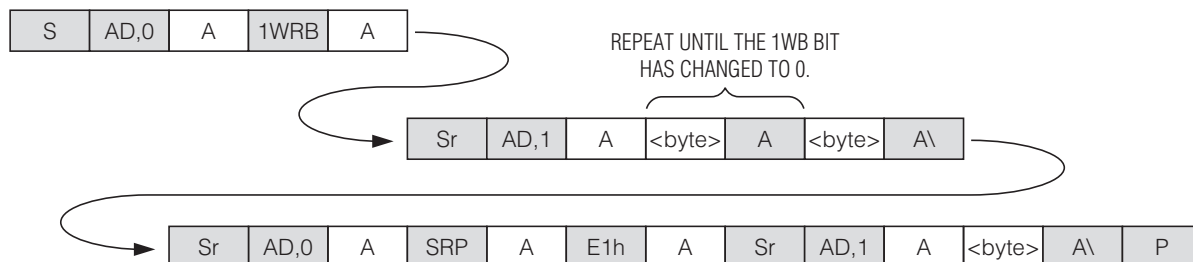 S AD,0 A 1WRB A
REPEAT UNTIL THE 1WB BIT
HAS CHANGED TO 0.
Sr AD,1 A <byte> A <byte> A\
Sr AD,0 A SRP A E1h A Sr AD,1 A <byte> A\ P